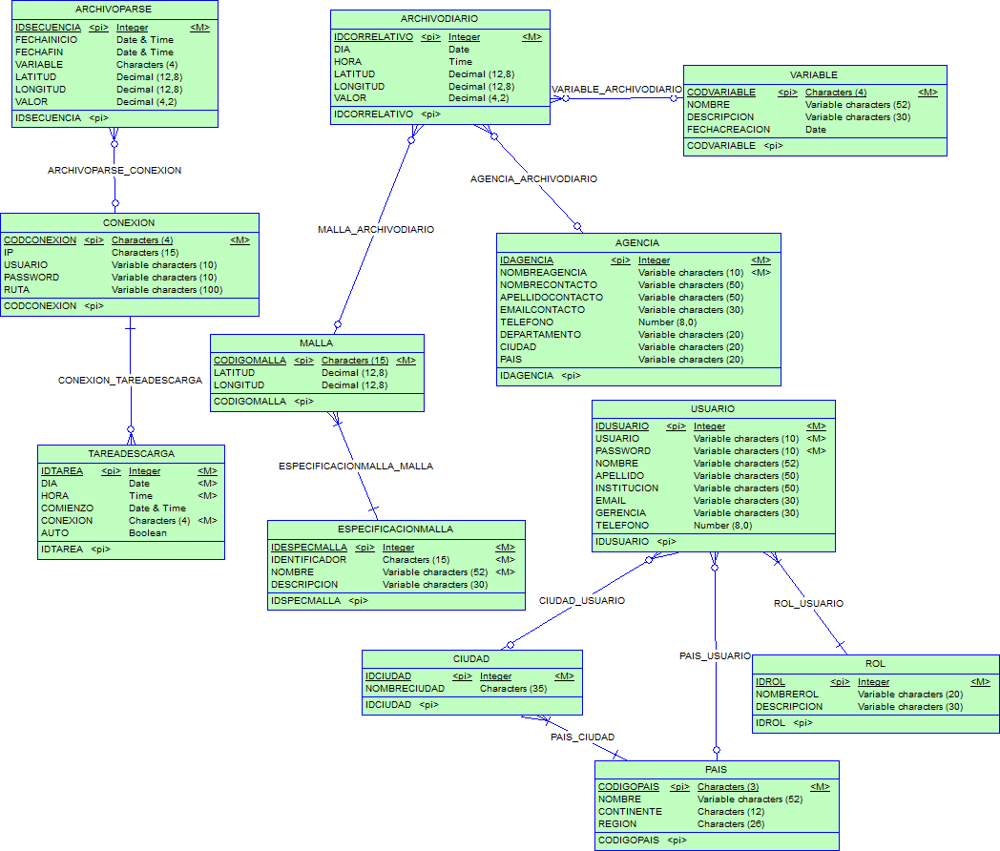 ARCHIVOPARSE
IDSECUENCIA <pi> Integer <M>
FECHAINICIO Date & Time
FECHAFIN Date & Time
VARIABLE Characters (4)
LATITUD Decimal (12,8)
LONGITUD Decimal (12,8)
VALOR Decimal (4,2)
IDSECUENCIA <pi>
ARCHIVODIARIO
IDCORRELATIVO <pi> Integer <M>
DIA Date
HORA Time
LATITUD Decimal (12,8)
LONGITUD Decimal (12,8)
VALOR Decimal (4,2)
IDCORRELATIVO <pi>
VARIABLE_ARCHIVODIARIO
VARIABLE
CODVARIABLE <pi> Characters (4) <M>
NOMBRE Variable characters (52)
DESCRIPCION Variable characters (30)
FECHACREACION Date
CODVARIABLE <pi>
ARCHIVOPARSE_CONEXION
AGENCIA_ARCHIVODIARIO
MALLA_ARCHIVODIARIO
CONEXION
CODCONEXION <pi> Characters (4) <M>
IP Characters (15)
USUARIO Variable characters (10)
PASSWORD Variable characters (10)
RUTA Variable characters (100)
CODCONEXION <pi>
AGENCIA
IDAGENCIA <pi> Integer <M>
NOMBREAGENCIA Variable characters (10) <M>
NOMBRECONTACTO Variable characters (50)
APELLIDOCONTACTO Variable characters (50)
EMAILCONTACTO Variable characters (30)
TELEFONO Number (8,0)
DEPARTAMENTO Variable characters (20)
CIUDAD Variable characters (20)
PAIS Variable characters (20)
IDAGENCIA <pi>
MALLA
CODIGOMALLA <pi> Characters (15) <M>
LATITUD Decimal (12,8)
LONGITUD Decimal (12,8)
CODIGOMALLA <pi>
CONEXION_TAREADESCARGA
TAREADESCARGA
IDTAREA <pi> Integer <M>
DIA Date <M>
HORA Time <M>
COMIENZO Date & Time
CONEXION Characters (4) <M>
AUTO Boolean
IDTAREA <pi>
ESPECIFICACIONMALLA_MALLA
ESPECIFICACIONMALLA
IDESPECMALLA <pi> Integer <M>
IDENTIFICADOR Characters (15) <M>
NOMBRE Variable characters (52) <M>
DESCRIPCION Variable characters (30)
IDSPECMALLA <pi>
USUARIO
IDUSUARIO <pi> Integer <M>
USUARIO Variable characters (10) <M>
PASSWORD Variable characters (10) <M>
NOMBRE Variable characters (52)
APELLIDO Variable characters (50)
INSTITUCION Variable characters (50)
EMAIL Variable characters (30)
GERENCIA Variable characters (30)
TELEFONO Number (8,0)
IDUSUARIO <pi>
CIUDAD_USUARIO
ROL_USUARIO
PAIS_USUARIO
CIUDAD
IDCIUDAD <pi> Integer <M>
NOMBRECIUDAD Characters (35)
IDCIUDAD <pi>
ROL
IDROL <pi> Integer <M>
NOMBREROL Variable characters (20)
DESCRIPCION Variable characters (30)
IDROL <pi>
PAIS_CIUDAD
PAIS
CODIGOPAIS <pi> Characters (3) <M>
NOMBRE Variable characters (52)
CONTINENTE Characters (12)
REGION Characters (26)
CODIGOPAIS <pi>